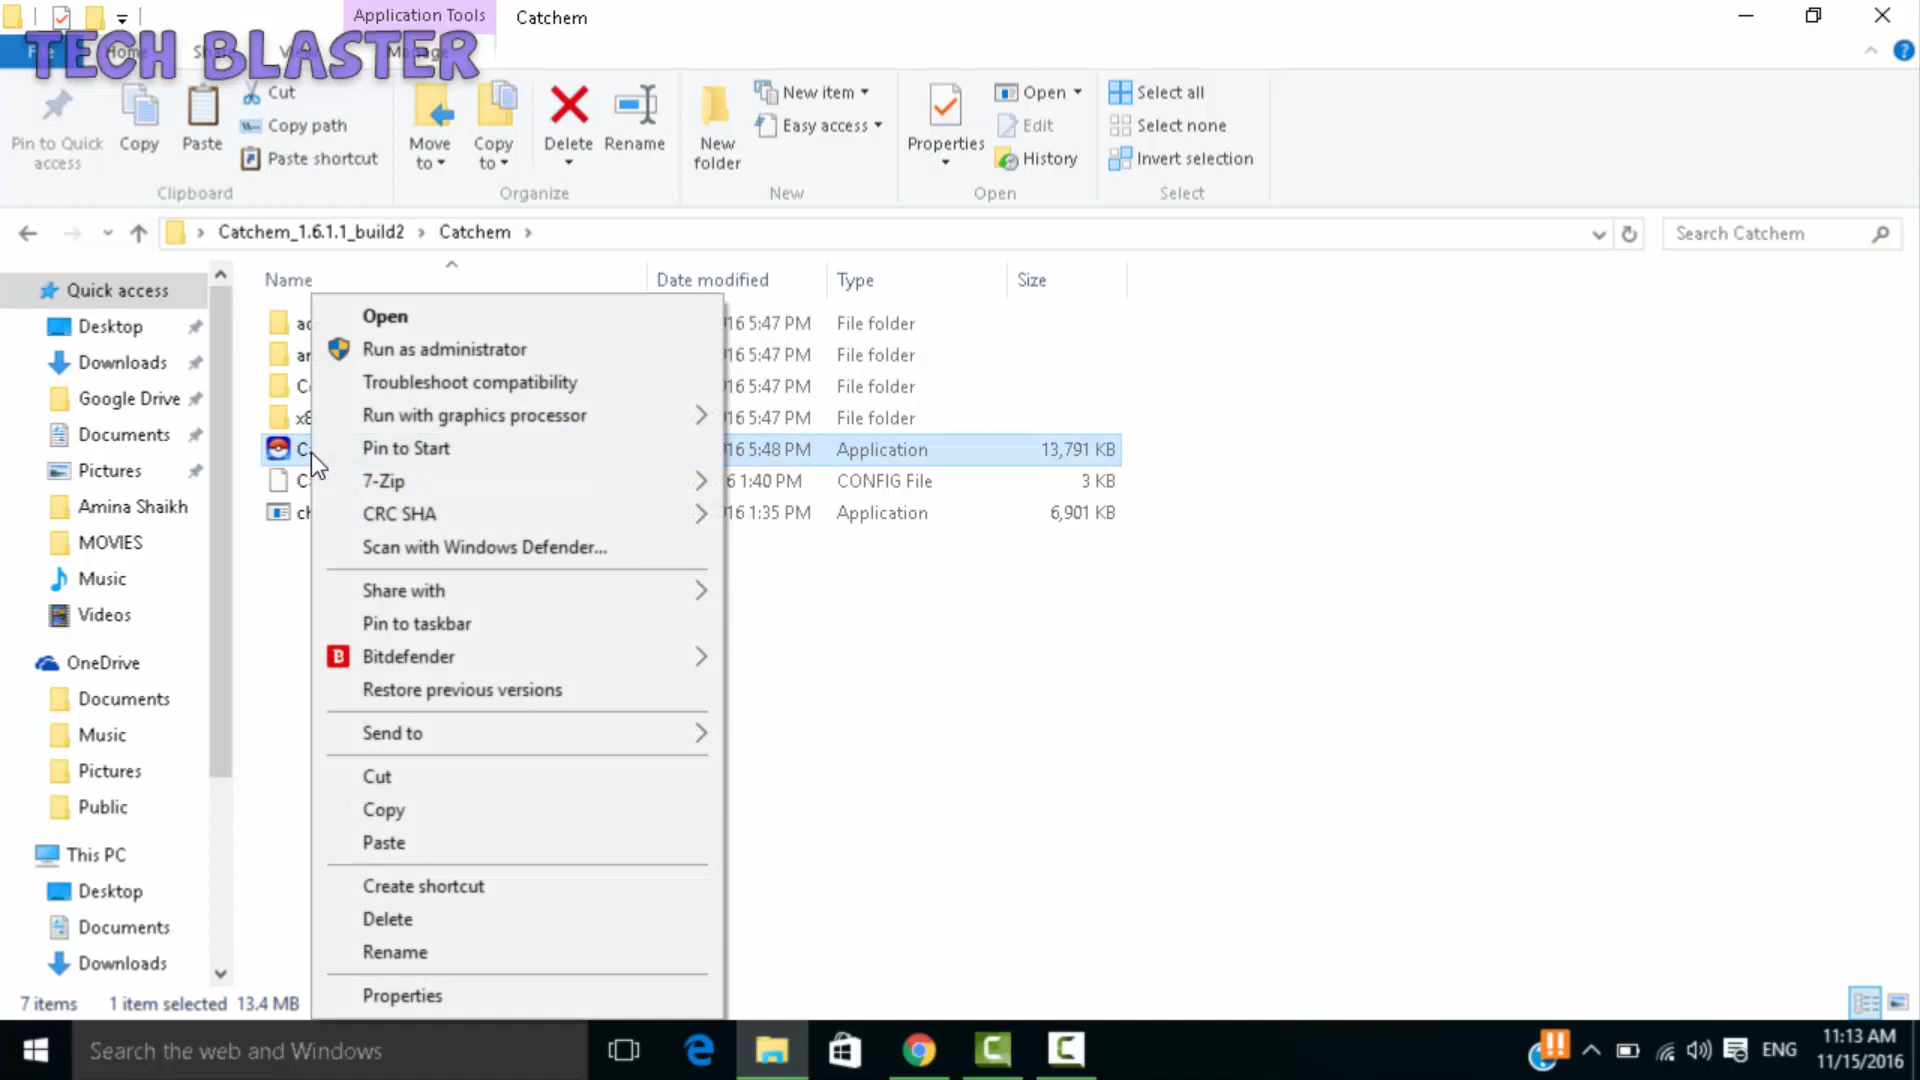 Application Tools
Catchem
TECH BLASTER
File Home Share View Manage
Pin to Quick access
Copy
Paste
Cut
Copy path
Paste shortcut
Clipboard
Move to
Copy to
Delete
Rename
Organize
New folder
New item
Easy access
New
Properties
Open
Edit
History
Open
Select all
Select none
Invert selection
Select
Catchem_1.6.1.1_build2 Catchem
Search Catchem
Name Date modified Type Size
16 5:47 PM File folder
16 5:47 PM File folder
16 5:47 PM File folder
16 5:47 PM File folder
16 5:48 PM Application 13,791 KB
6 1:40 PM CONFIG File 3 KB
16 1:35 PM Application 6,901 KB
Quick access
Desktop
Downloads
Google Drive
Documents
Pictures
Amina Shaikh
MOVIES
Music
Videos
OneDrive
Documents
Music
Pictures
Public
This PC
Desktop
Documents
Downloads
Open
Run as administrator
Troubleshoot compatibility
Run with graphics processor
Pin to Start
7-Zip
CRC SHA
Scan with Windows Defender...
Share with
Pin to taskbar
B Bitdefender
Restore previous versions
Send to
Cut
Copy
Paste
Create shortcut
Delete
Rename
Properties
7 items 1 item selected 13.4 MB
Search the web and Windows
ENG
11:13 AM
11/15/2016